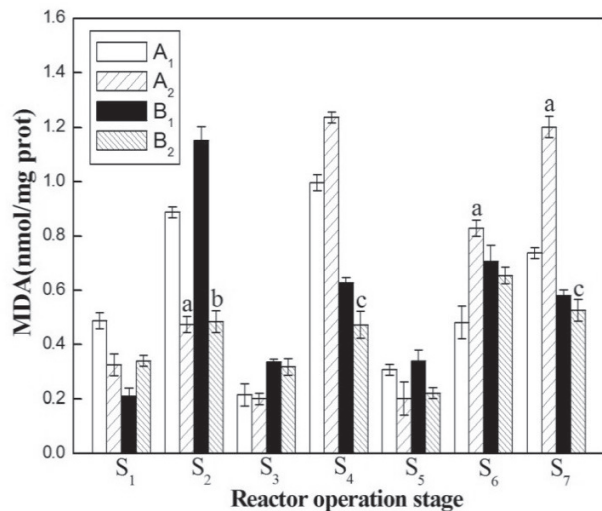 1.6
1.4
1.2
1.0
0.8
0.6
0.4
0.2
0.0
MDA(nmol/mg prot)
A₁
A₂
B₁
B₂
a
b
c
a
a
c
S₁ S₂ S₃ S₄ S₅ S₆ S₇
Reactor operation stage